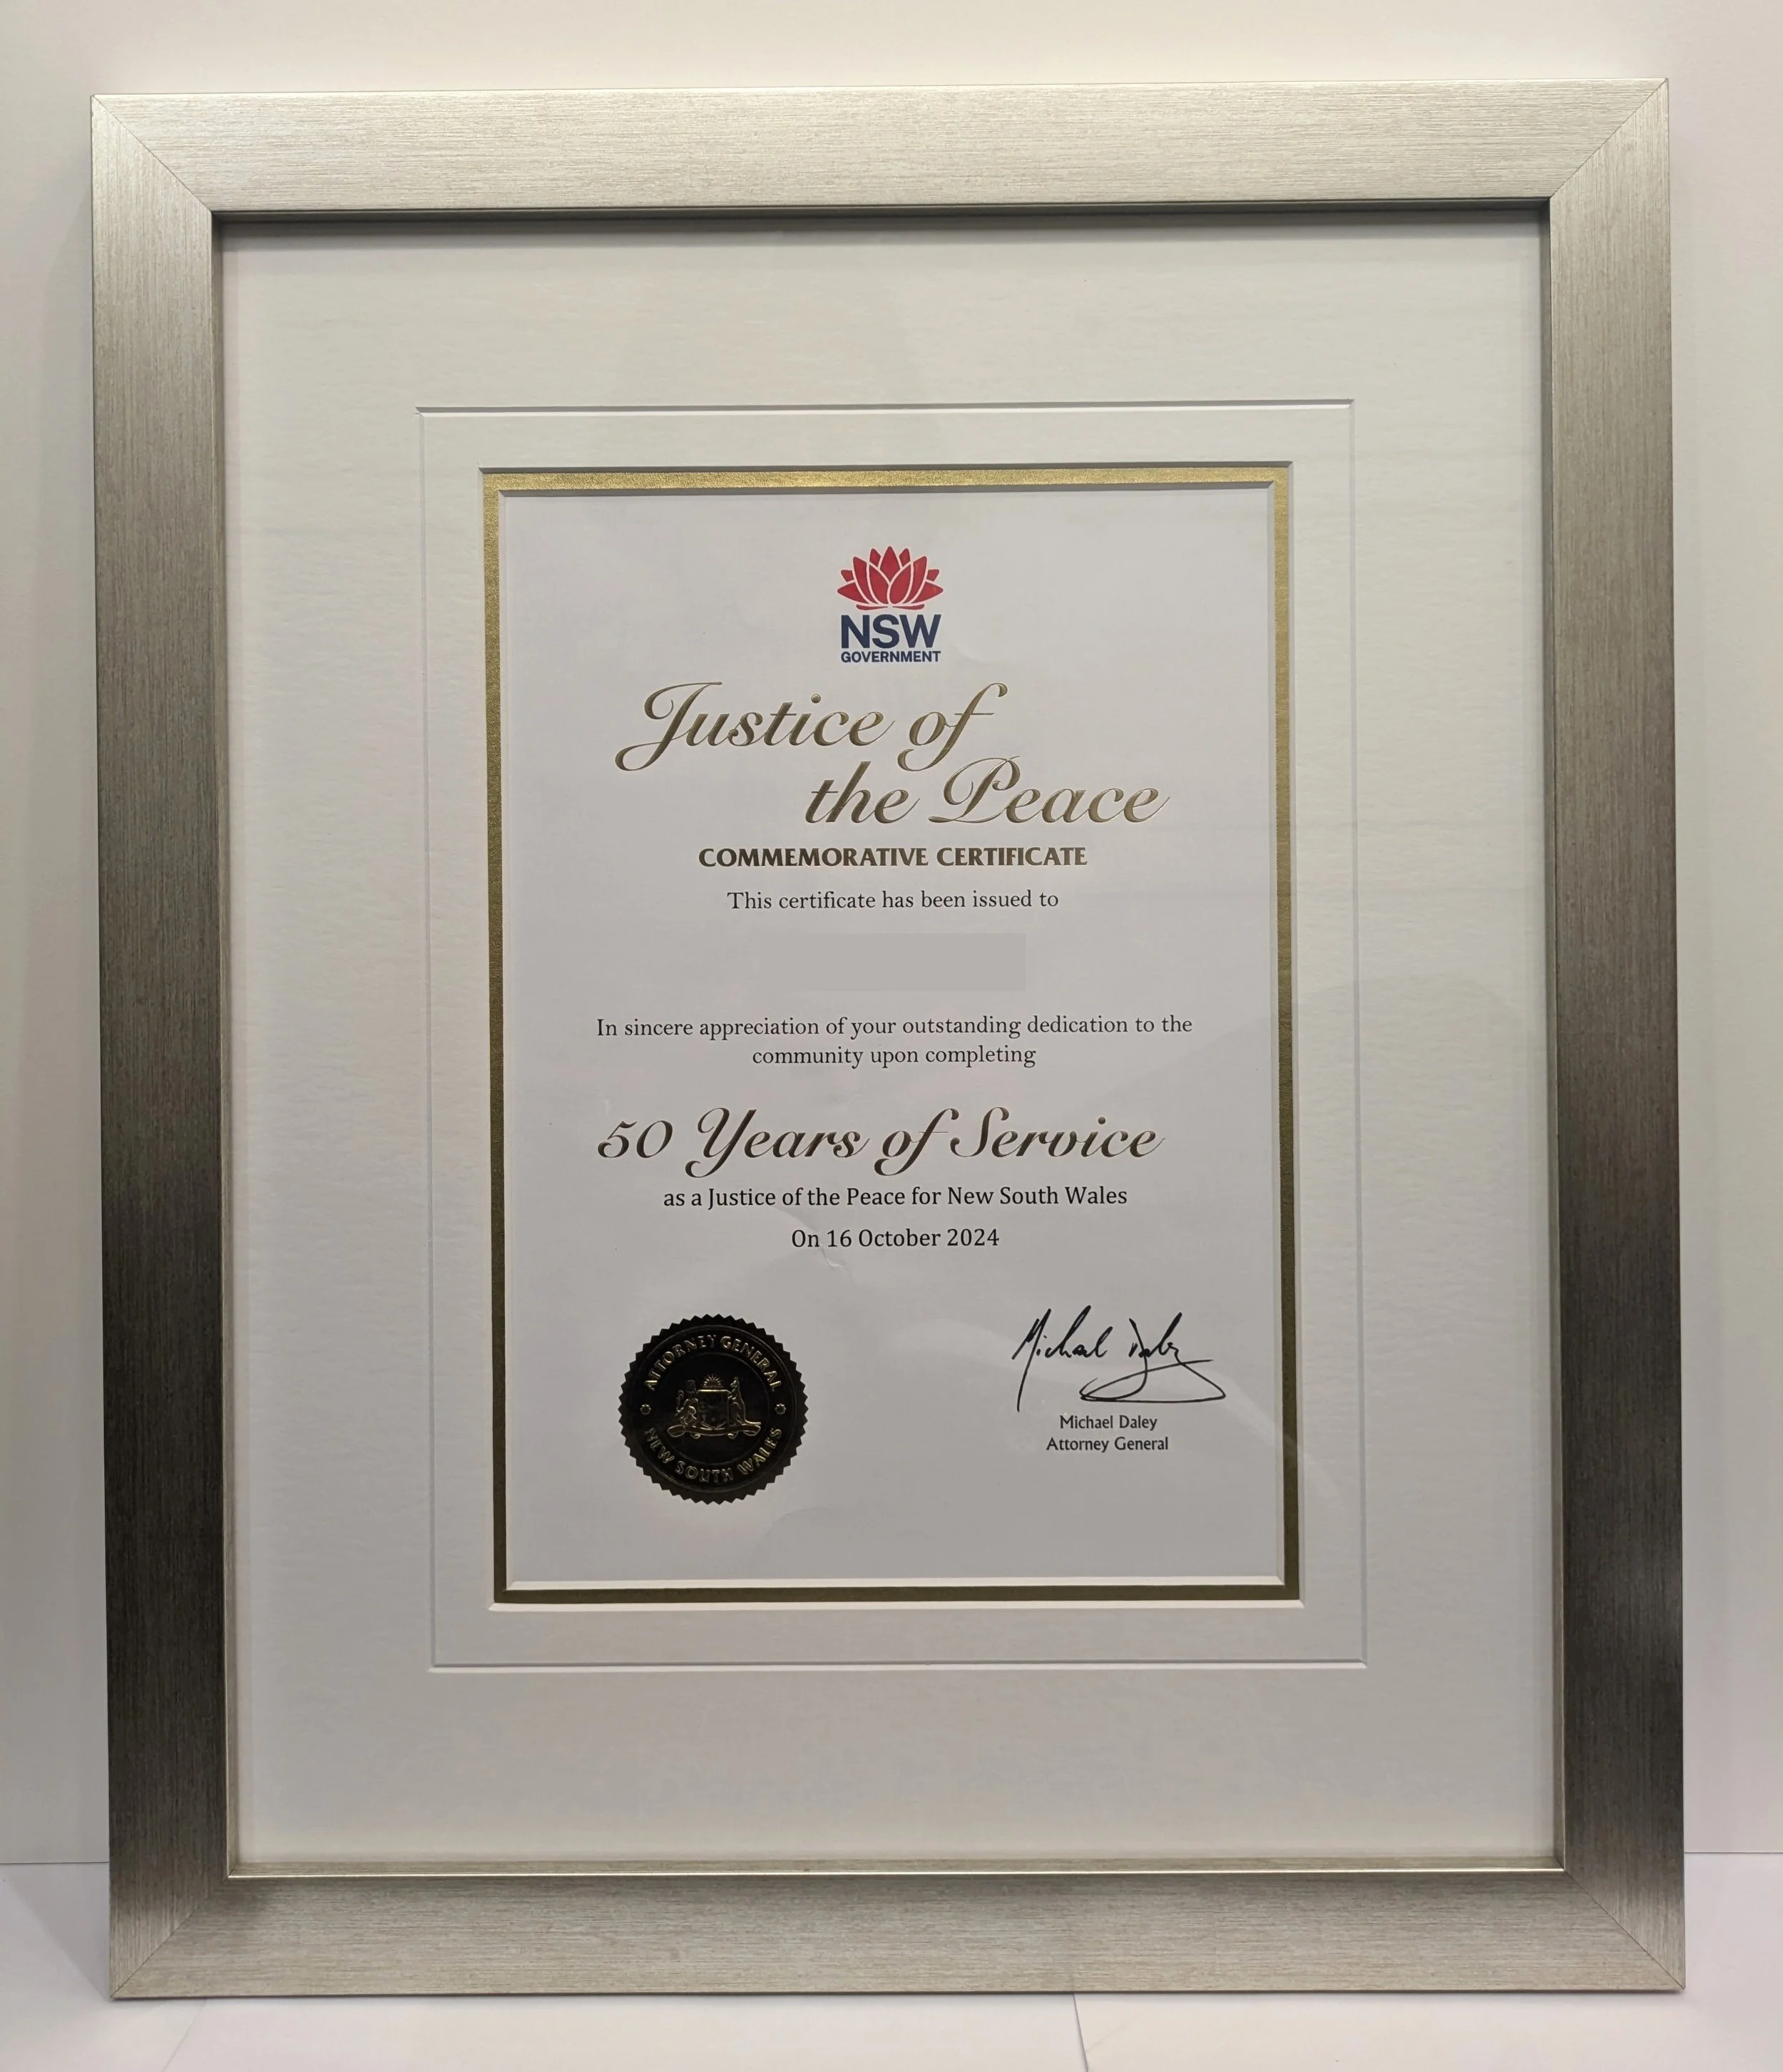 NSW
GOVERNMENT
Justice of
the Peace
COMMEMORATIVE CERTIFICATE
This certificate has been issued to
In sincere appreciation of your outstanding dedication to the
community upon completing
50 Years of Service
as a Justice of the Peace for New South Wales
On 16 October 2024
ATTORNEY GENERAL
NEW SOUTH WALES
Michael Daley
Michael Daley
Attorney General